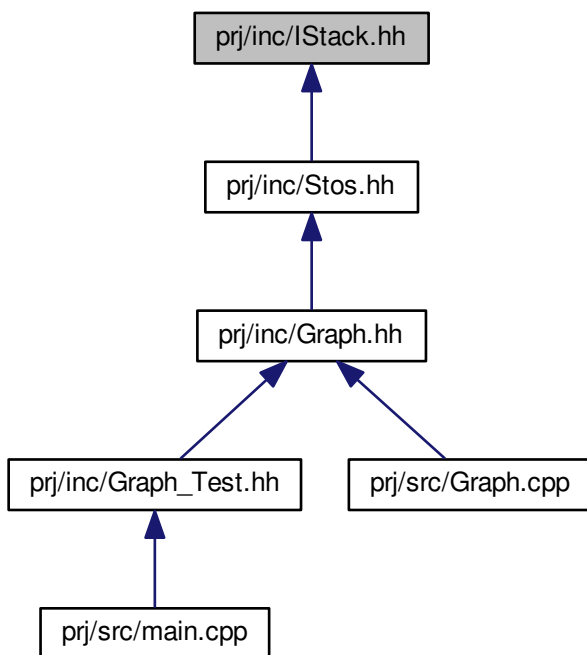 prj/inc/IStack.hh
prj/inc/Stos.hh
prj/inc/Graph.hh
prj/inc/Graph_Test.hh
prj/src/Graph.cpp
prj/src/main.cpp